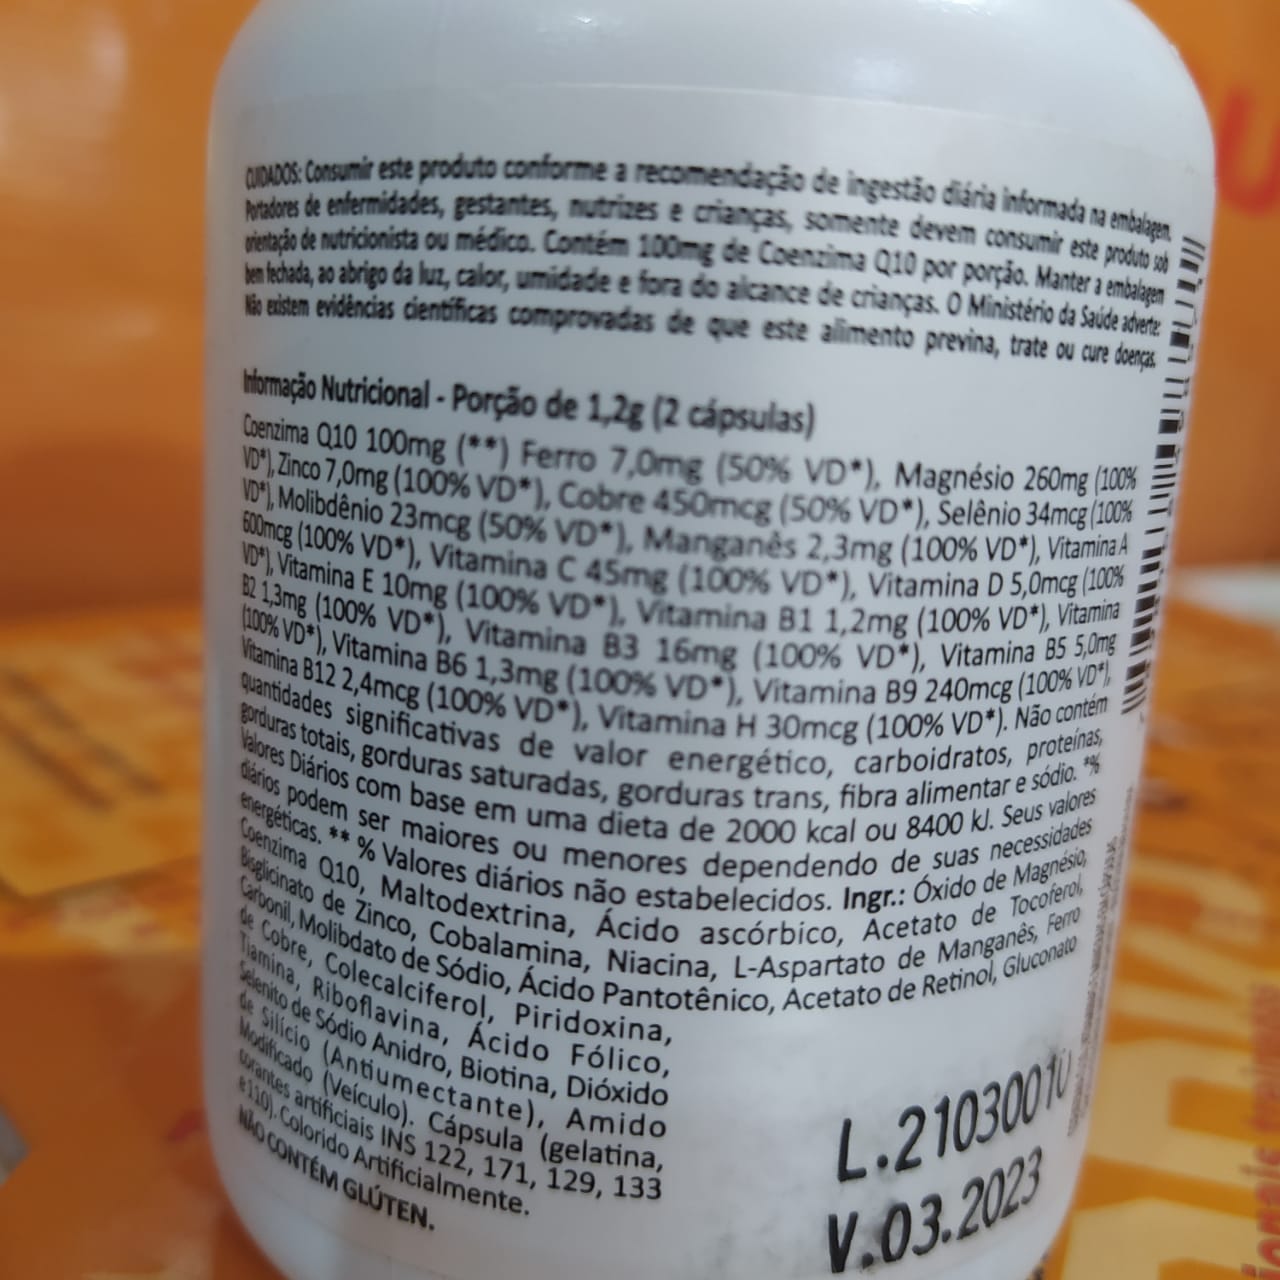 CUIDADOS: Consumir este produto conforme a recomendação de ingestão diária informada na embalagem.
Portadores de enfermidades, gestantes, nutrizes e crianças, somente devem consumir este produto sob
orientação de nutricionista ou médico. Contém 100mg de Coenzima Q10 por porção. Manter a embalagem
bem fechada, ao abrigo da luz, calor, umidade e fora do alcance de crianças. O Ministério da Saúde adverte:
Não existem evidências científicas comprovadas de que este alimento previna, trate ou cure doenças.
Informação Nutricional - Porção de 1,2g (2 cápsulas)
Coenzima Q10 100mg (**) Ferro 7,0mg (50% VD*), Magnésio 260mg (100%
VD*), Zinco 7,0mg (100% VD*), Cobre 450mcg (50% VD*), Selênio 34mcg (100%
VD*), Molibdênio 23mcg (50% VD*), Manganês 2,3mg (100% VD*), Vitamina A
600mcg (100% VD*), Vitamina C 45mg (100% VD*), Vitamina D 5,0mcg (100%
VD*), Vitamina E 10mg (100% VD*), Vitamina B1 1,2mg (100% VD*), Vitamina
B2 1,3mg (100% VD*), Vitamina B3 16mg (100% VD*), Vitamina B5 5,0mg
(100% VD*), Vitamina B6 1,3mg (100% VD*), Vitamina B9 240mcg (100% VD*),
Vitamina B12 2,4mcg (100% VD*), Vitamina H 30mcg (100% VD*). Não contém
quantidades significativas de valor energético, carboidratos, proteínas,
gorduras totais, gorduras saturadas, gorduras trans, fibra alimentar e sódio. *%
Valores Diários com base em uma dieta de 2000 kcal ou 8400 kJ. Seus valores
diários podem ser maiores ou menores dependendo de suas necessidades
energéticas. ** % Valores diários não estabelecidos. Ingr.: Óxido de Magnésio,
Coenzima Q10, Maltodextrina, Ácido ascórbico, Acetato de Tocoferol,
Bisglicinato de Zinco, Cobalamina, Niacina, L-Aspartato de Manganês, Ferro
Carbonil, Molibdato de Sódio, Ácido Pantotênico, Acetato de Retinol, Gluconato
de Cobre, Colecalciferol, Piridoxina,
Tiamina, Riboflavina, Ácido Fólico,
Selenito de Sódio Anidro, Biotina, Dióxido
de Silício (Antiumectante), Amido
Modificado (Veículo). Cápsula (gelatina,
corantes artificiais INS 122, 171, 129, 133
e 110). Colorido Artificialmente.
NÃO CONTÉM GLÚTEN.
L.21030010
V.03.2023